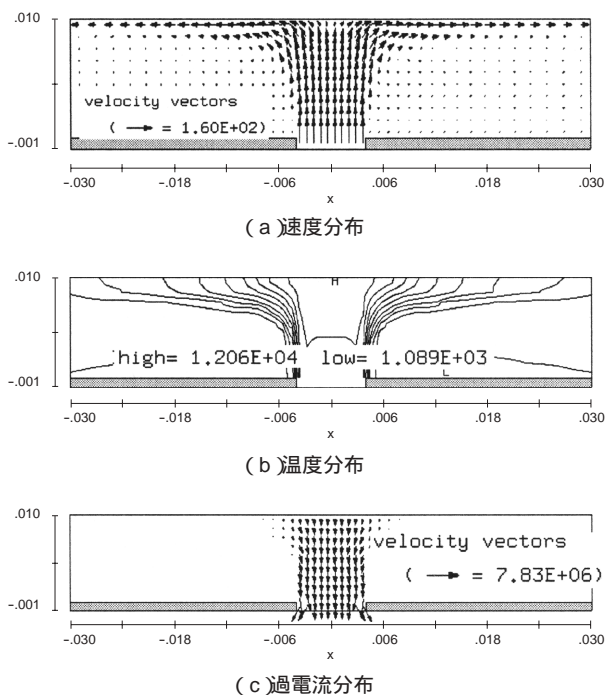 .010
velocity vectors
( → = 1.60E+02)
-.001
-.030 -.018 -.006 .006 .018 .030
x
(a)速度分布
.010
H
high= 1.206E+04 low= 1.089E+03
L
-.001
-.030 -.018 -.006 .006 .018 .030
x
(b)温度分布
.010
velocity vectors
( → = 7.83E+06)
-.001
-.030 -.018 -.006 .006 .018 .030
x
(c)過電流分布